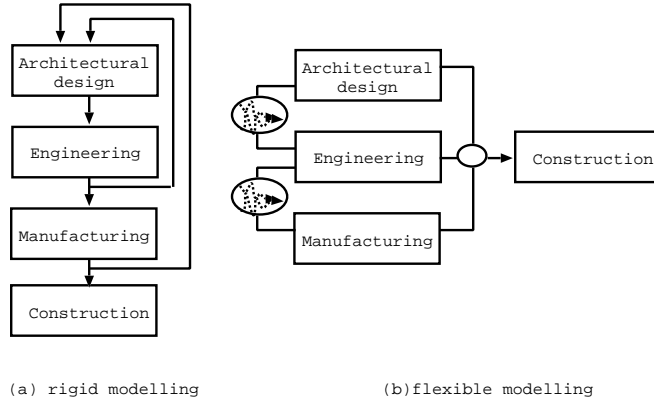 Architectural
design
Engineering
Manufacturing
Construction
(a) rigid modelling
Architectural
design
Engineering
Manufacturing
Construction
(b)flexible modelling